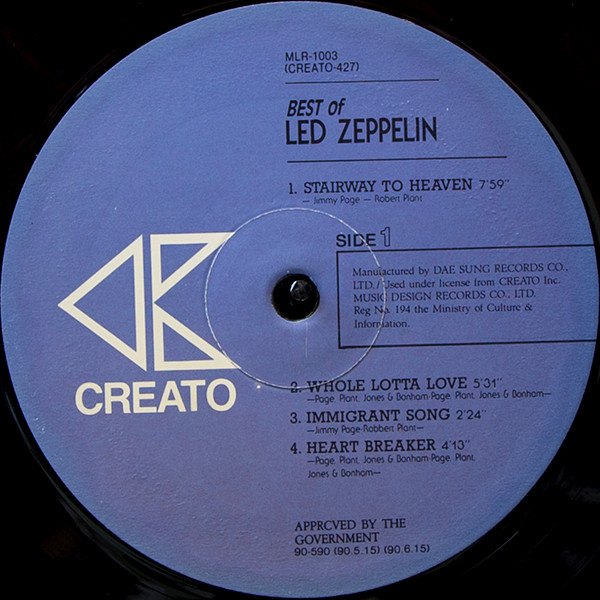 MLR-1003
(CREATO-427)
BEST of
LED ZEPPELIN
1. STAIRWAY TO HEAVEN 7'59"
— Jimmy Page — Robert Plant
SIDE 1
Manufactured by DAE SUNG RECORDS CO.,
LTD./Used under license from CREATO Inc.
MUSIC DESIGN RECORDS CO., LTD.
Reg No. 194 the Ministry of Culture &
Information.
CREATO
2. WHOLE LOTTA LOVE 5'31"
—Page, Plant, Jones & Bonham-Page, Plant, Jones & Bonham—
3. IMMIGRANT SONG 2'24"
—Jimmy Page-Robbert Plant—
4. HEART BREAKER 4'13"
—Page, Plant, Jones & Bonham-Page, Plant,
Jones & Bonham—
APPRCVED BY THE
GOVERNMENT
90-590 (90.5.15) (90.6.15)